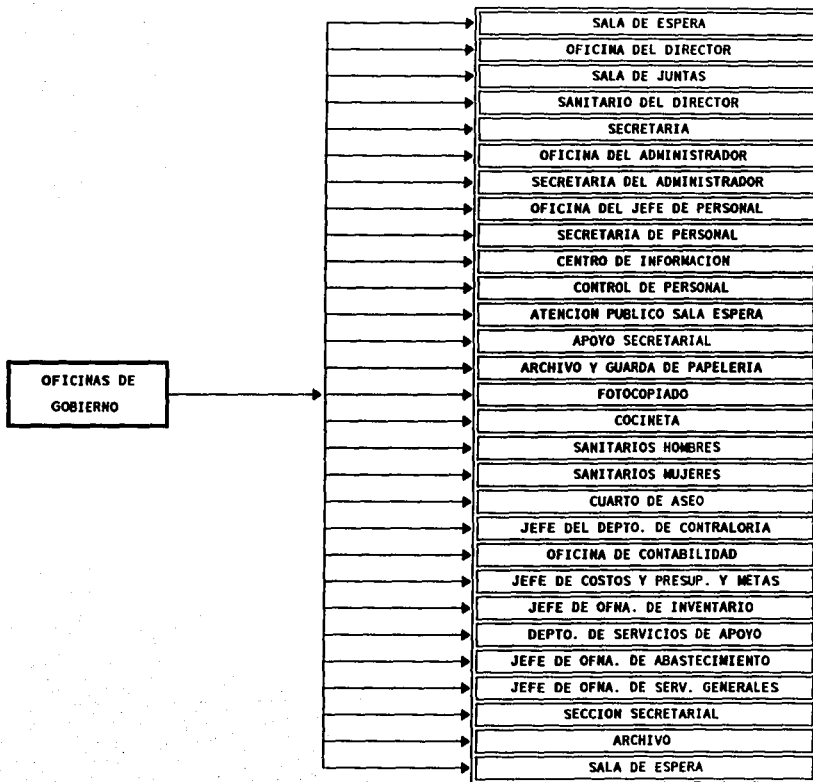 SALA DE ESPERA
OFICINA DEL DIRECTOR
SALA DE JUNTAS
SANITARIO DEL DIRECTOR
SECRETARIA
OFICINA DEL ADMINISTRADOR
SECRETARIA DEL ADMINISTRADOR
OFICINA DEL JEFE DE PERSONAL
SECRETARIA DE PERSONAL
CENTRO DE INFORMACION
CONTROL DE PERSONAL
ATENCION PUBLICO SALA ESPERA
APOYO SECRETARIAL
ARCHIVO Y GUARDA DE PAPELERIA
OFICINAS DE
GOBIERNO
FOTOCOPIADO
COCINETA
SANITARIOS HOMBRES
SANITARIOS MUJERES
CUARTO DE ASEO
JEFE DEL DEPTO. DE CONTRALORIA
OFICINA DE CONTABILIDAD
JEFE DE COSTOS Y PRESUP. Y METAS
JEFE DE OFNA. DE INVENTARIO
DEPTO. DE SERVICIOS DE APOYO
JEFE DE OFNA. DE ABASTECIMIENTO
JEFE DE OFNA. DE SERV. GENERALES
SECCION SECRETARIAL
ARCHIVO
SALA DE ESPERA